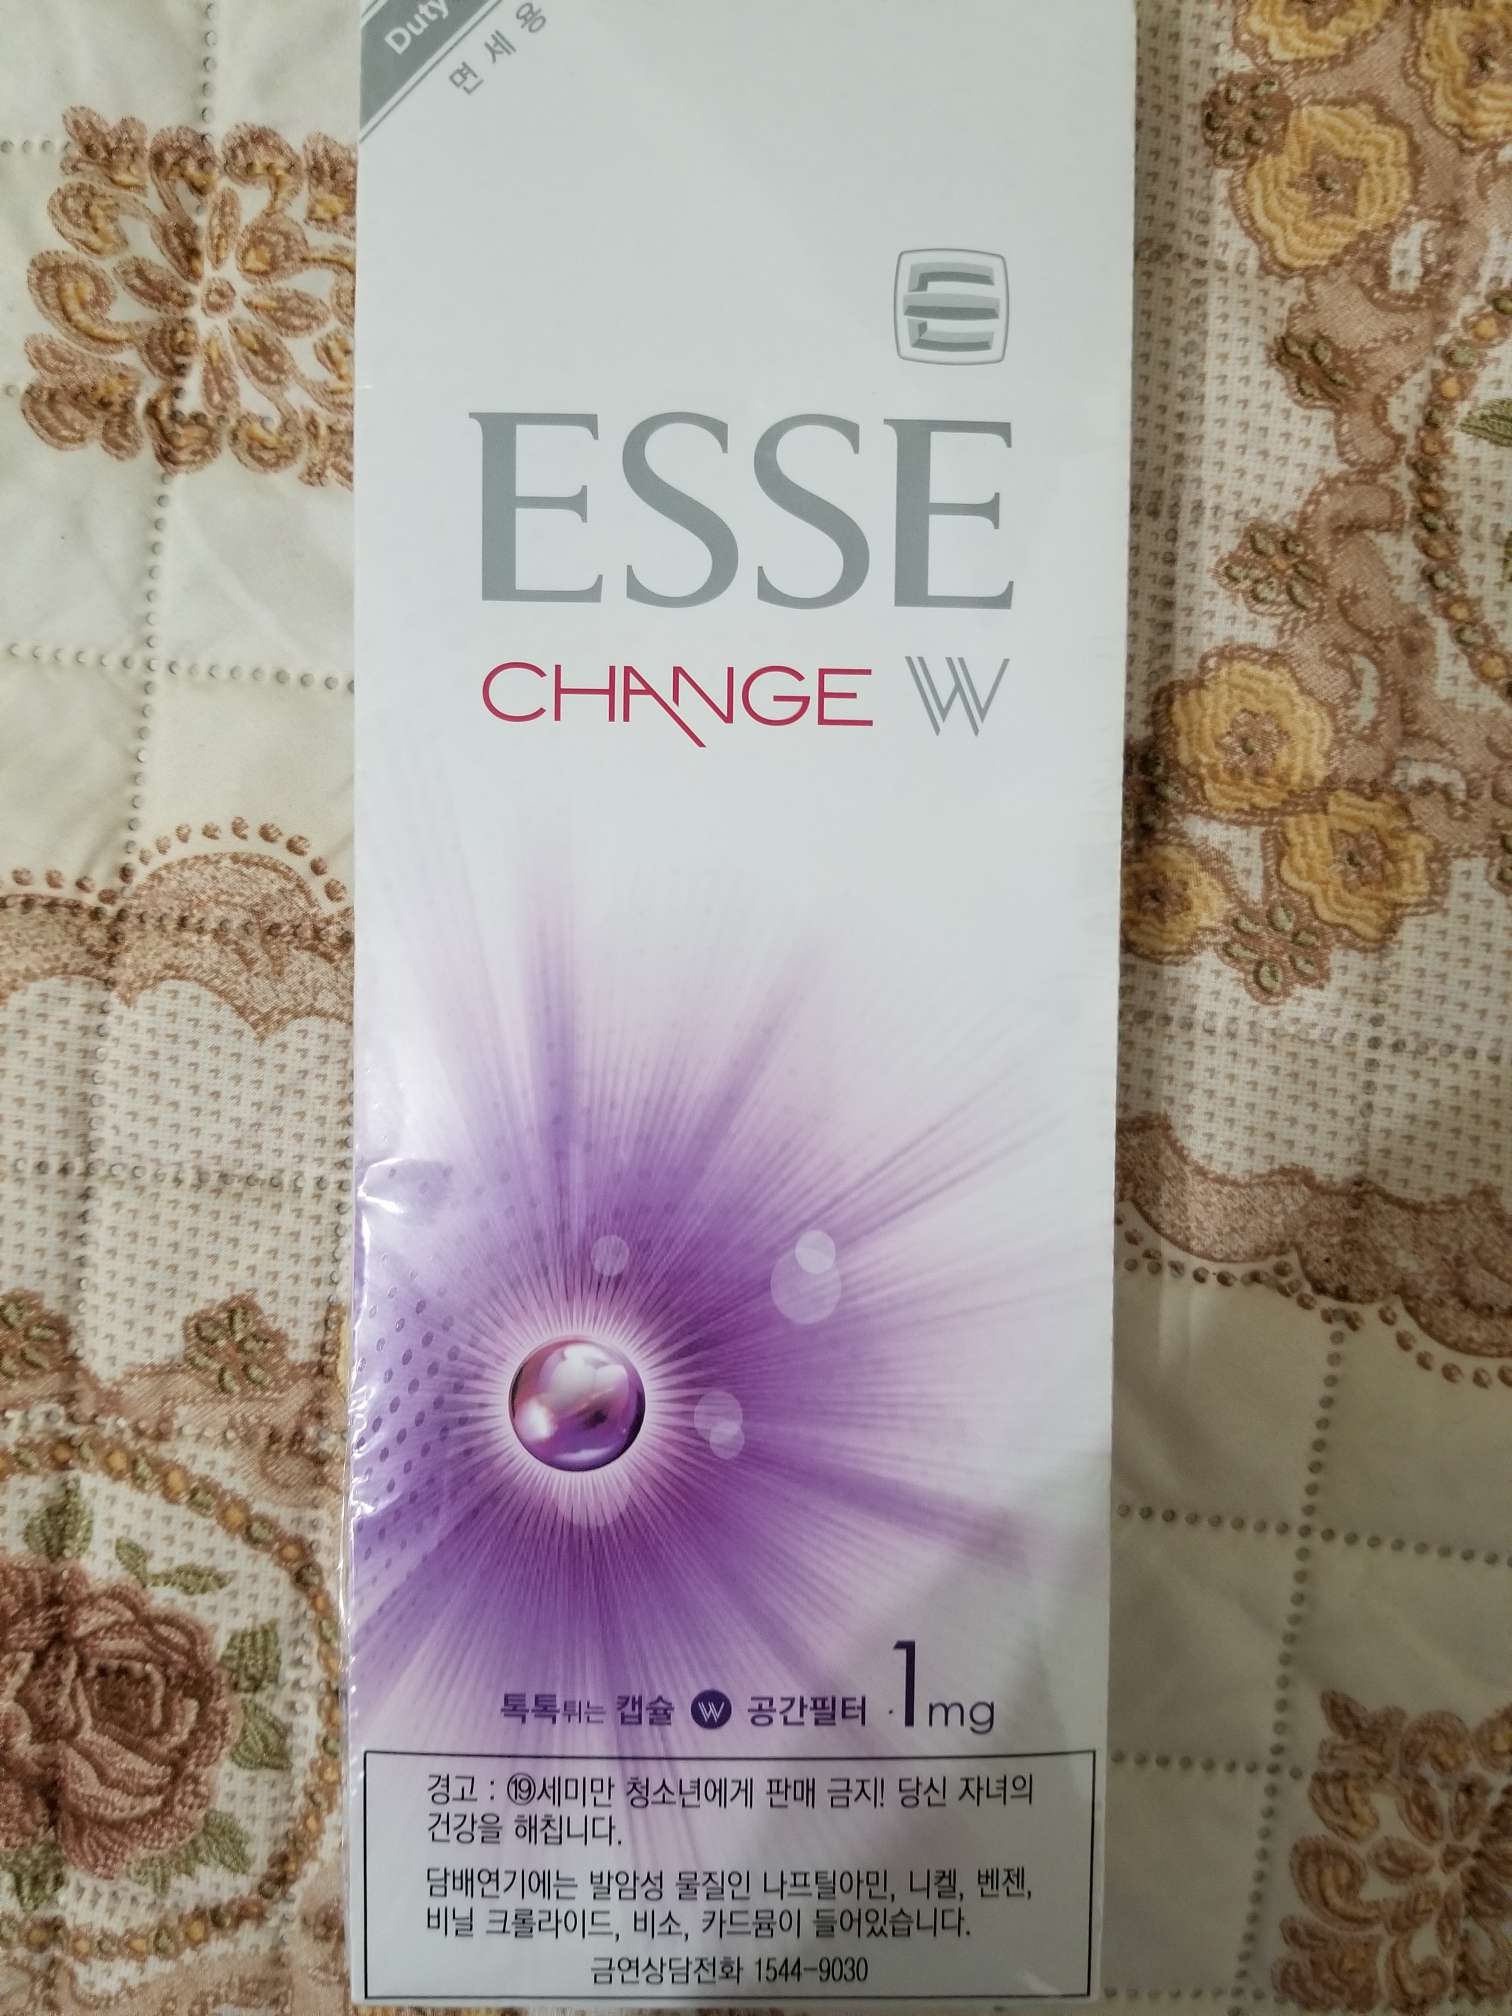 Duty
면세용
ESSE
CHANGE W
톡톡튀는 캡슐 W 공간필터 1mg
경고 : ⑲세미만 청소년에게 판매 금지! 당신 자녀의
건강을 해칩니다.
담배연기에는 발암성 물질인 나프틸아민, 니켈, 벤젠,
비닐 크롤라이드, 비소, 카드뮴이 들어있습니다.
금연상담전화 1544-9030